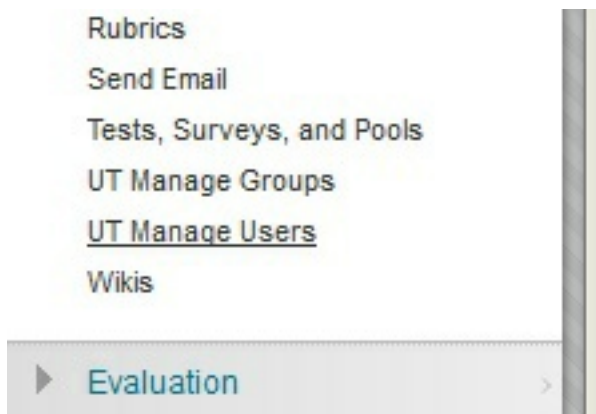 Rubrics
Send Email
Tests, Surveys, and Pools
UT Manage Groups
UT Manage Users
Wikis
Evaluation